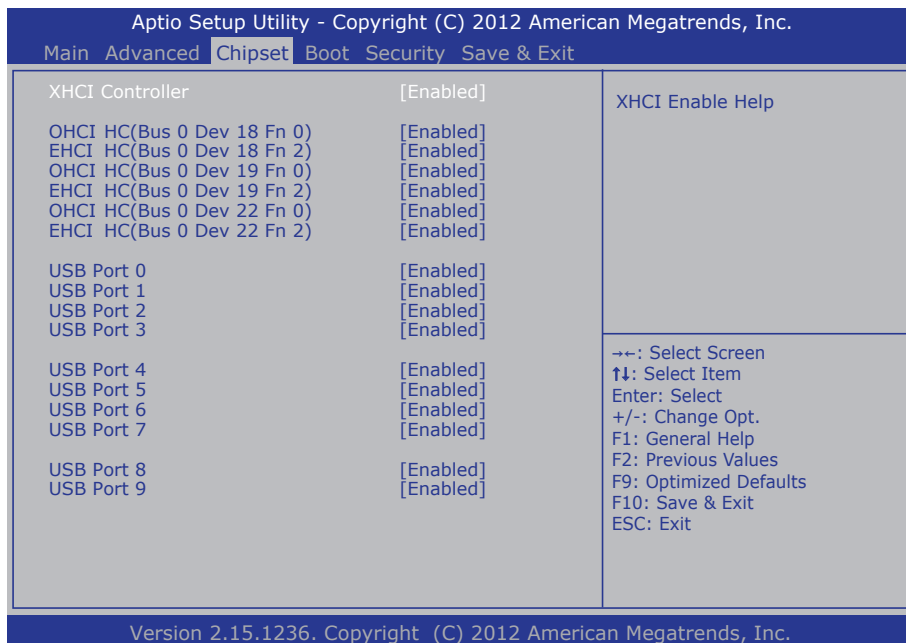 Aptio Setup Utility - Copyright (C) 2012 American Megatrends, Inc.
Main Advanced Chipset Boot Security Save & Exit
XHCI Controller [Enabled]
OHCI HC(Bus 0 Dev 18 Fn 0) [Enabled]
EHCI HC(Bus 0 Dev 18 Fn 2) [Enabled]
OHCI HC(Bus 0 Dev 19 Fn 0) [Enabled]
EHCI HC(Bus 0 Dev 19 Fn 2) [Enabled]
OHCI HC(Bus 0 Dev 22 Fn 0) [Enabled]
EHCI HC(Bus 0 Dev 22 Fn 2) [Enabled]
USB Port 0 [Enabled]
USB Port 1 [Enabled]
USB Port 2 [Enabled]
USB Port 3 [Enabled]
USB Port 4 [Enabled]
USB Port 5 [Enabled]
USB Port 6 [Enabled]
USB Port 7 [Enabled]
USB Port 8 [Enabled]
USB Port 9 [Enabled]
XHCI Enable Help
→←: Select Screen
↑↓: Select Item
Enter: Select
+/-: Change Opt.
F1: General Help
F2: Previous Values
F9: Optimized Defaults
F10: Save & Exit
ESC: Exit
Version 2.15.1236. Copyright (C) 2012 American Megatrends, Inc.